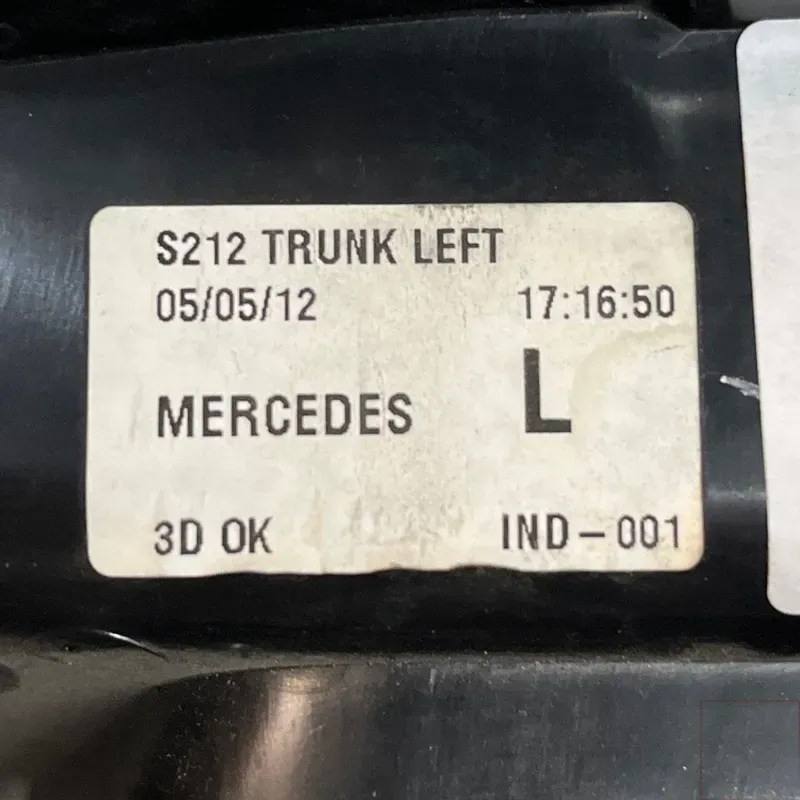 S212 TRUNK LEFT
05/05/12 17:16:50
MERCEDES L
3D OK IND-001